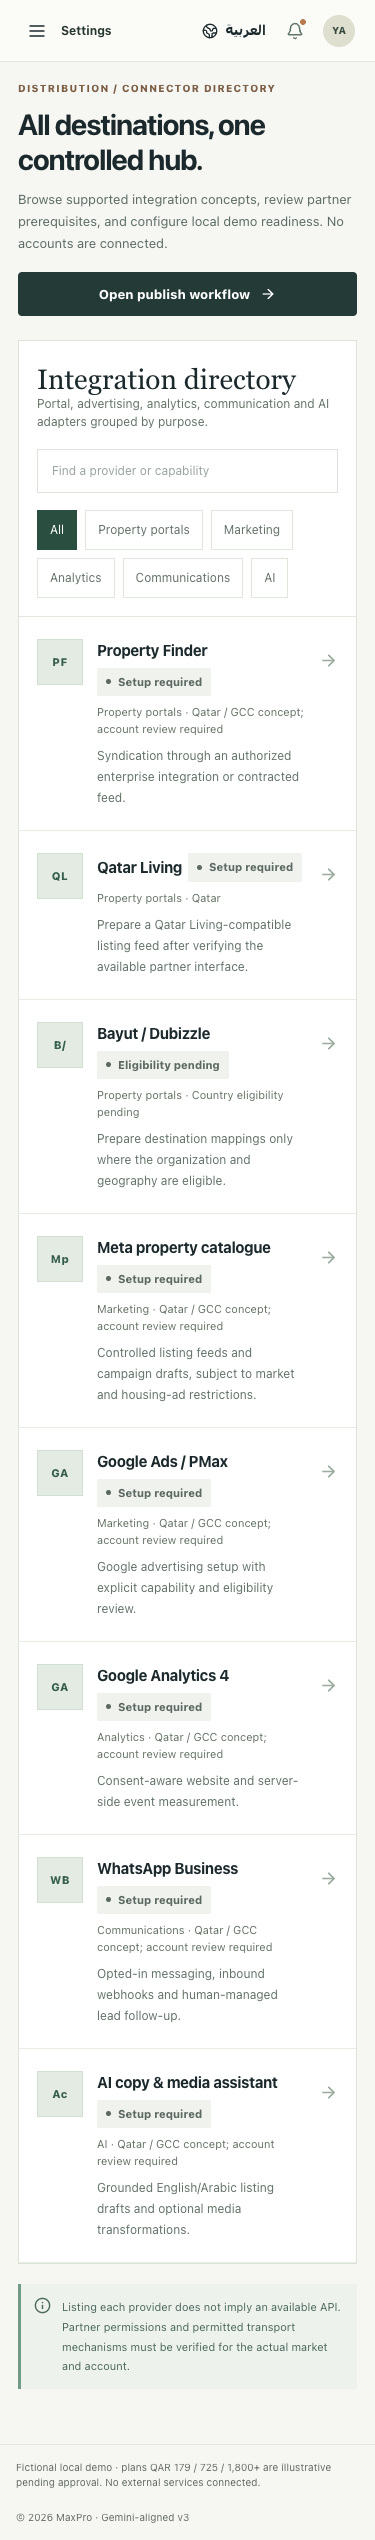 Settings
العربية
YA
DISTRIBUTION / CONNECTOR DIRECTORY
All destinations, one
controlled hub.
Browse supported integration concepts, review partner
prerequisites, and configure local demo readiness. No
accounts are connected.
Open publish workflow
Integration directory
Portal, advertising, analytics, communication and AI
adapters grouped by purpose.
Find a provider or capability
All Property portals Marketing
Analytics Communications AI
PF
Property Finder
Setup required
Property portals · Qatar / GCC concept;
account review required
Syndication through an authorized
enterprise integration or contracted
feed.
QL
Qatar Living Setup required
Property portals · Qatar
Prepare a Qatar Living-compatible
listing feed after verifying the
available partner interface.
B/
Bayut / Dubizzle
Eligibility pending
Property portals · Country eligibility
pending
Prepare destination mappings only
where the organization and
geography are eligible.
Mp
Meta property catalogue
Setup required
Marketing · Qatar / GCC concept;
account review required
Controlled listing feeds and
campaign drafts, subject to market
and housing-ad restrictions.
GA
Google Ads / PMax
Setup required
Marketing · Qatar / GCC concept;
account review required
Google advertising setup with
explicit capability and eligibility
review.
GA
Google Analytics 4
Setup required
Analytics · Qatar / GCC concept;
account review required
Consent-aware website and server-
side event measurement.
WB
WhatsApp Business
Setup required
Communications · Qatar / GCC
concept; account review required
Opted-in messaging, inbound
webhooks and human-managed
lead follow-up.
Ac
AI copy & media assistant
Setup required
AI · Qatar / GCC concept; account
review required
Grounded English/Arabic listing
drafts and optional media
transformations.
Listing each provider does not imply an available API.
Partner permissions and permitted transport
mechanisms must be verified for the actual market
and account.
Fictional local demo · plans QAR 179 / 725 / 1,800+ are illustrative
pending approval. No external services connected.
© 2026 MaxPro · Gemini-aligned v3